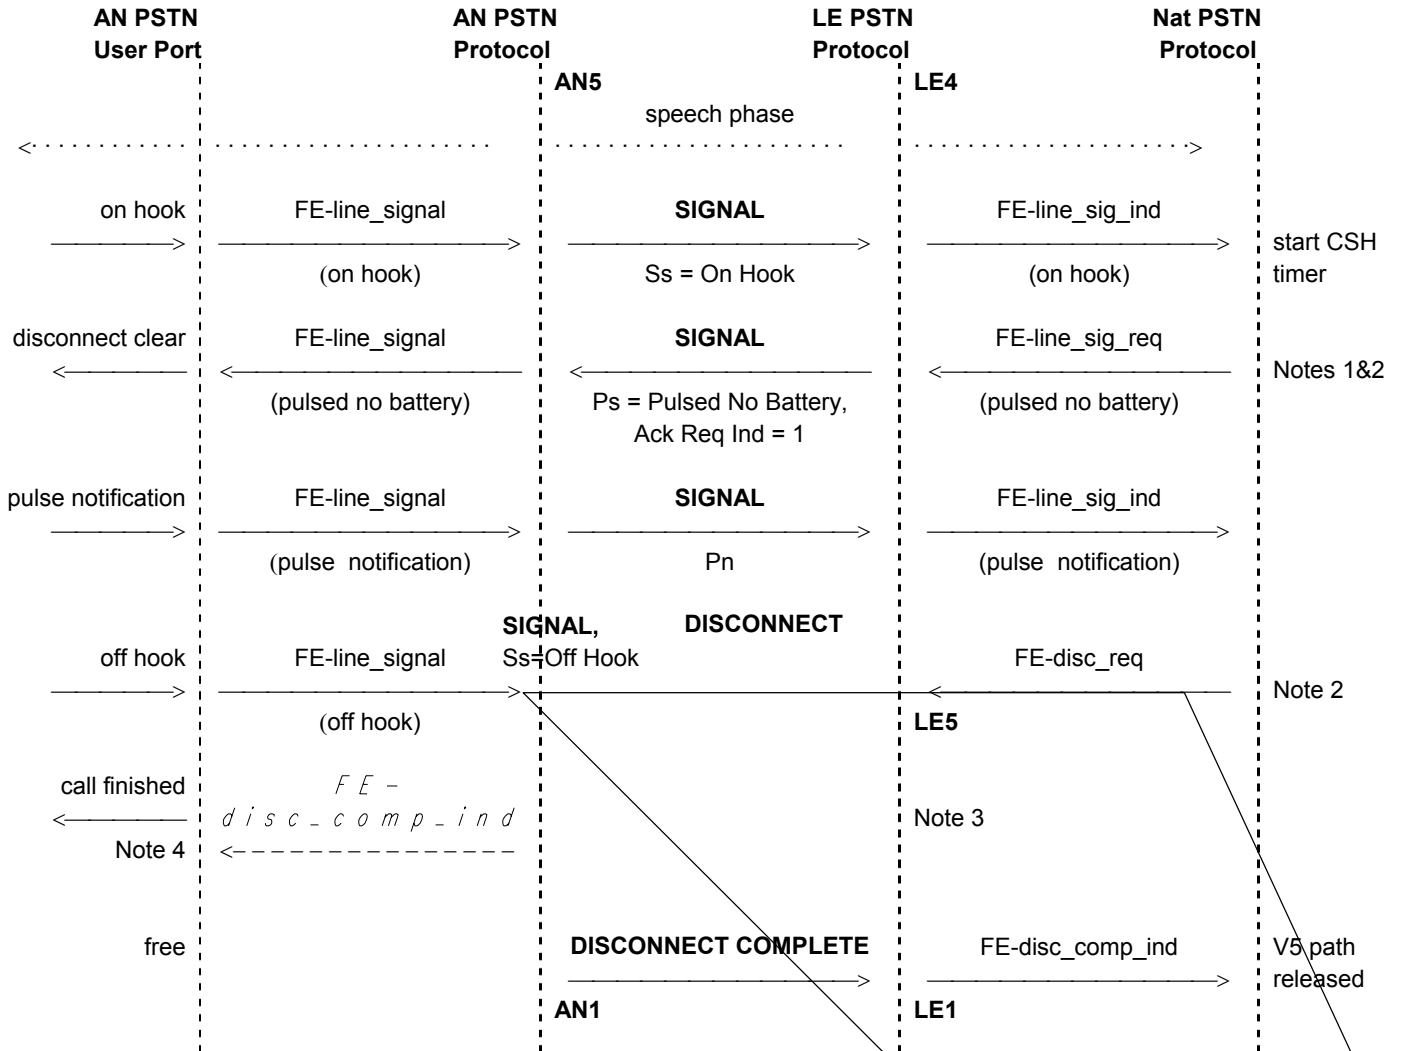 AN PSTN AN PSTN LE PSTN Nat PSTN
User Port Protocol Protocol Protocol
AN5 LE4
speech phase
on hook FE-line_signal SIGNAL FE-line_sig_ind
start CSH
(on hook) Ss = On Hook (on hook) timer
disconnect clear FE-line_signal SIGNAL FE-line_sig_req
Notes 1&2
(pulsed no battery) Ps = Pulsed No Battery, (pulsed no battery)
Ack Req Ind = 1
pulse notification FE-line_signal SIGNAL FE-line_sig_ind
(pulse notification) Pn (pulse notification)
SIGNAL, DISCONNECT
off hook FE-line_signal Ss=Off Hook FE-disc_req
Note 2
(off hook) LE5
call finished FE-
disc_comp_ind Note 3
Note 4
free DISCONNECT COMPLETE FE-disc_comp_ind V5 path
released
AN1 LE1